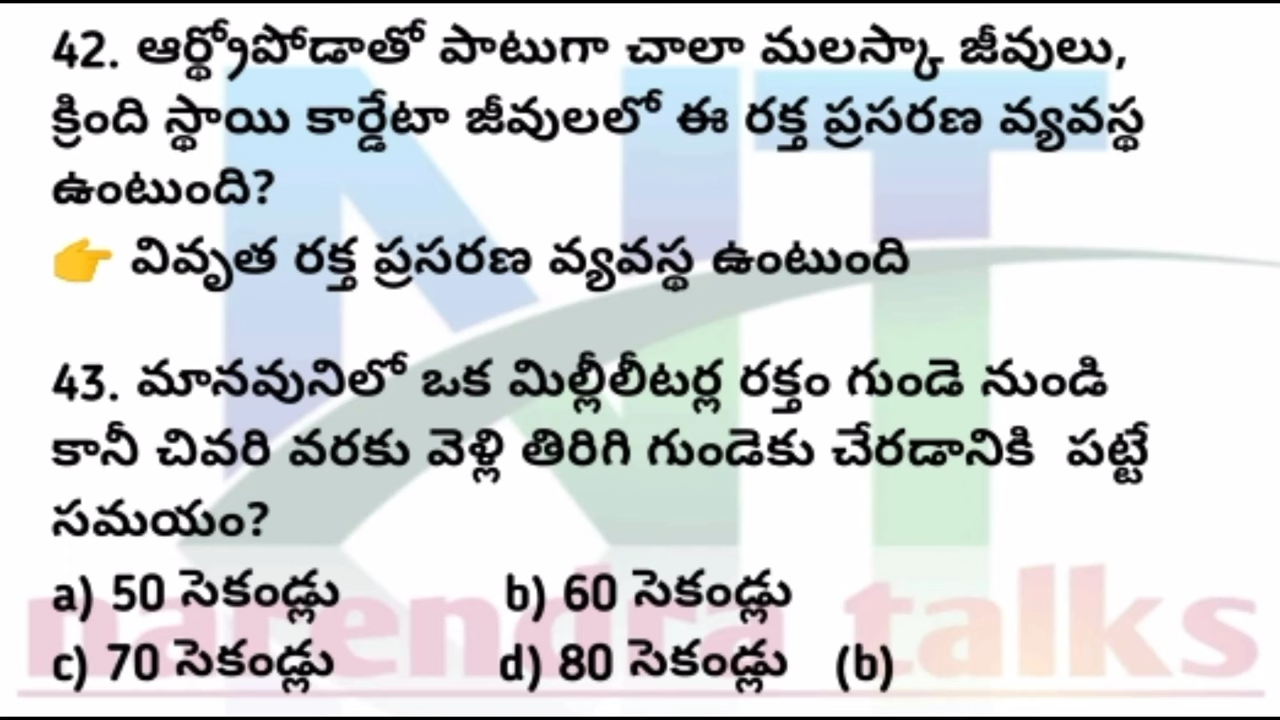 42. ఆర్థ్రోపోడాతో పాటుగా చాలా మలస్కా జీవులు,
క్రింది స్థాయి కార్డేటా జీవులలో ఈ రక్త ప్రసరణ వ్యవస్థ
ఉంటుంది?
👉 వివృత రక్త ప్రసరణ వ్యవస్థ ఉంటుంది
43. మానవునిలో ఒక మిల్లీలీటర్ల రక్తం గుండె నుండి
కానీ చివరి వరకు వెళ్లి తిరిగి గుండెకు చేరడానికి పట్టే
సమయం?
a) 50 సెకండ్లు b) 60 సెకండ్లు
c) 70 సెకండ్లు d) 80 సెకండ్లు (b)
NT
narendra talks